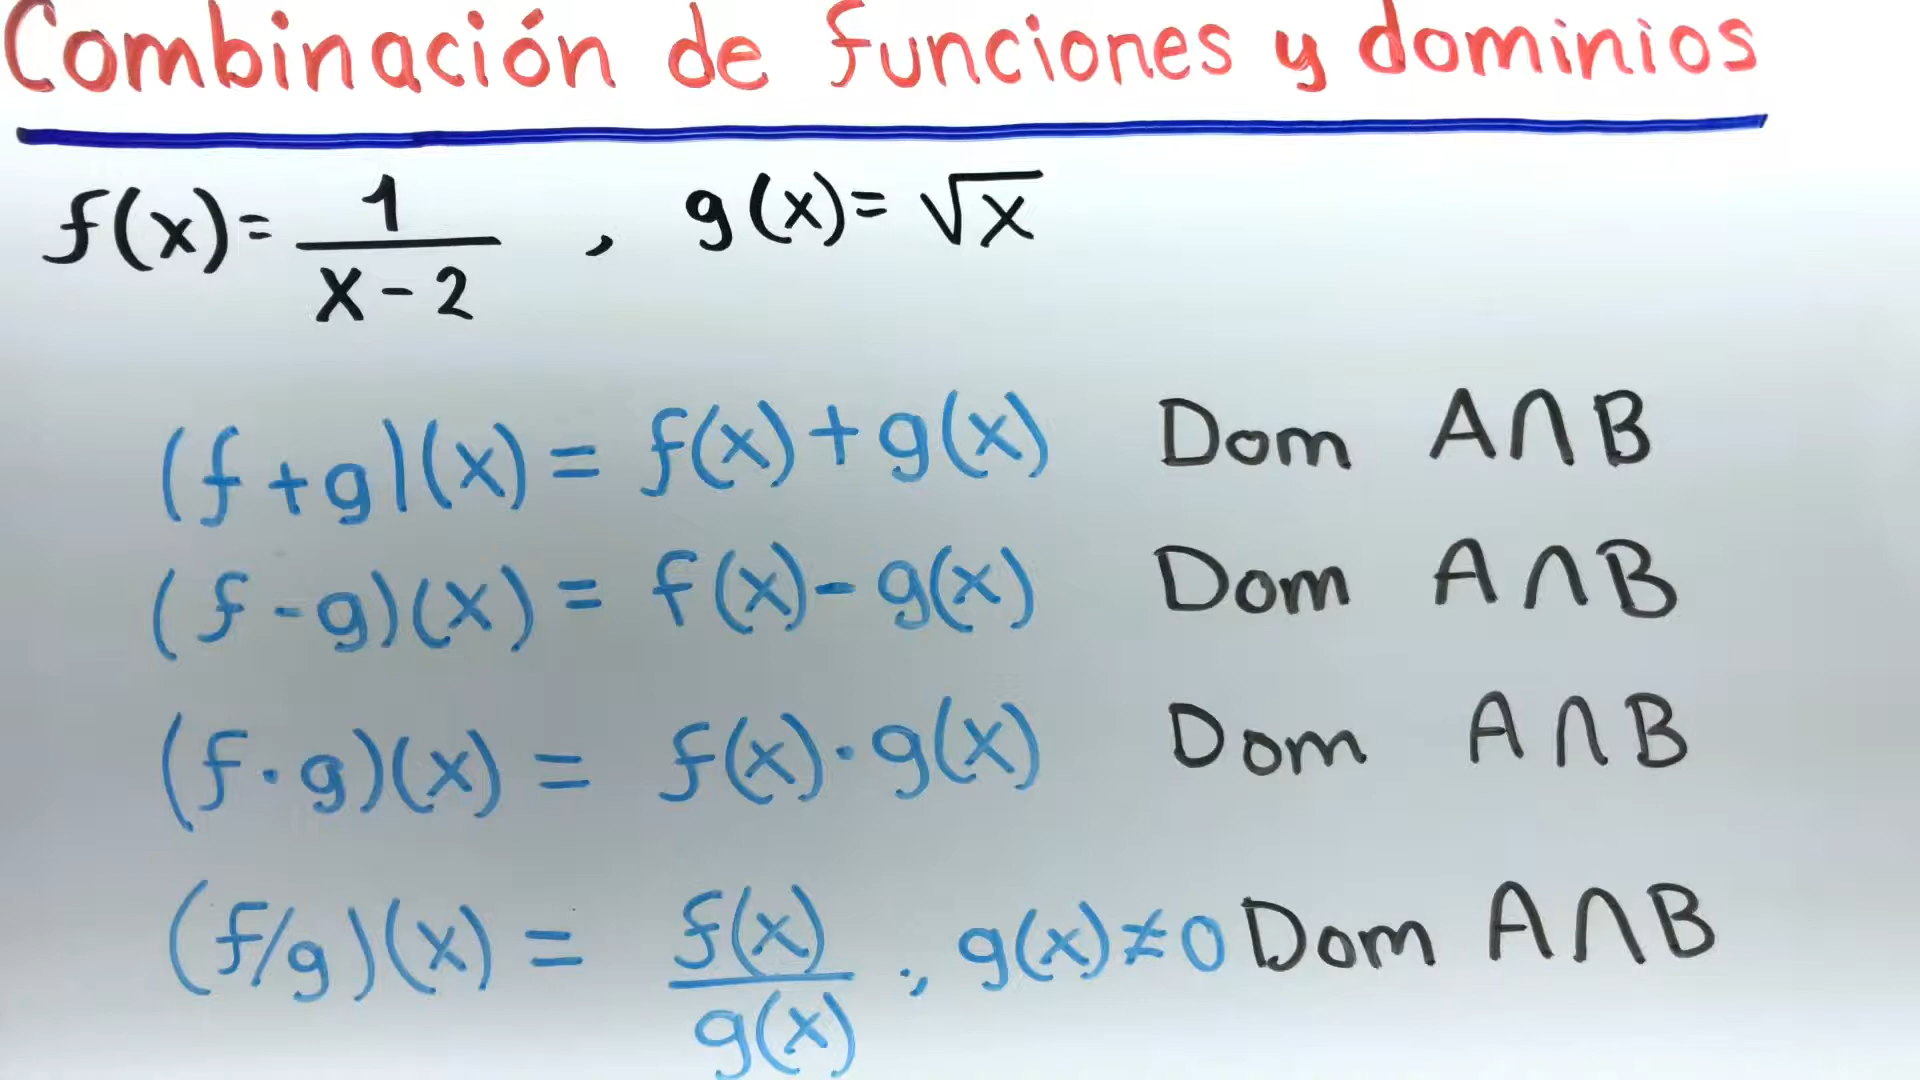 Combinación de funciones y dominios
f(x)= 1/(x-2) , g(x)= √x
(f+g)(x) = f(x)+g(x) Dom A∩B
(f-g)(x) = f(x)-g(x) Dom A∩B
(f·g)(x) = f(x)·g(x) Dom A∩B
(f/g)(x) = f(x)/g(x) ; g(x)≠0 Dom A∩B